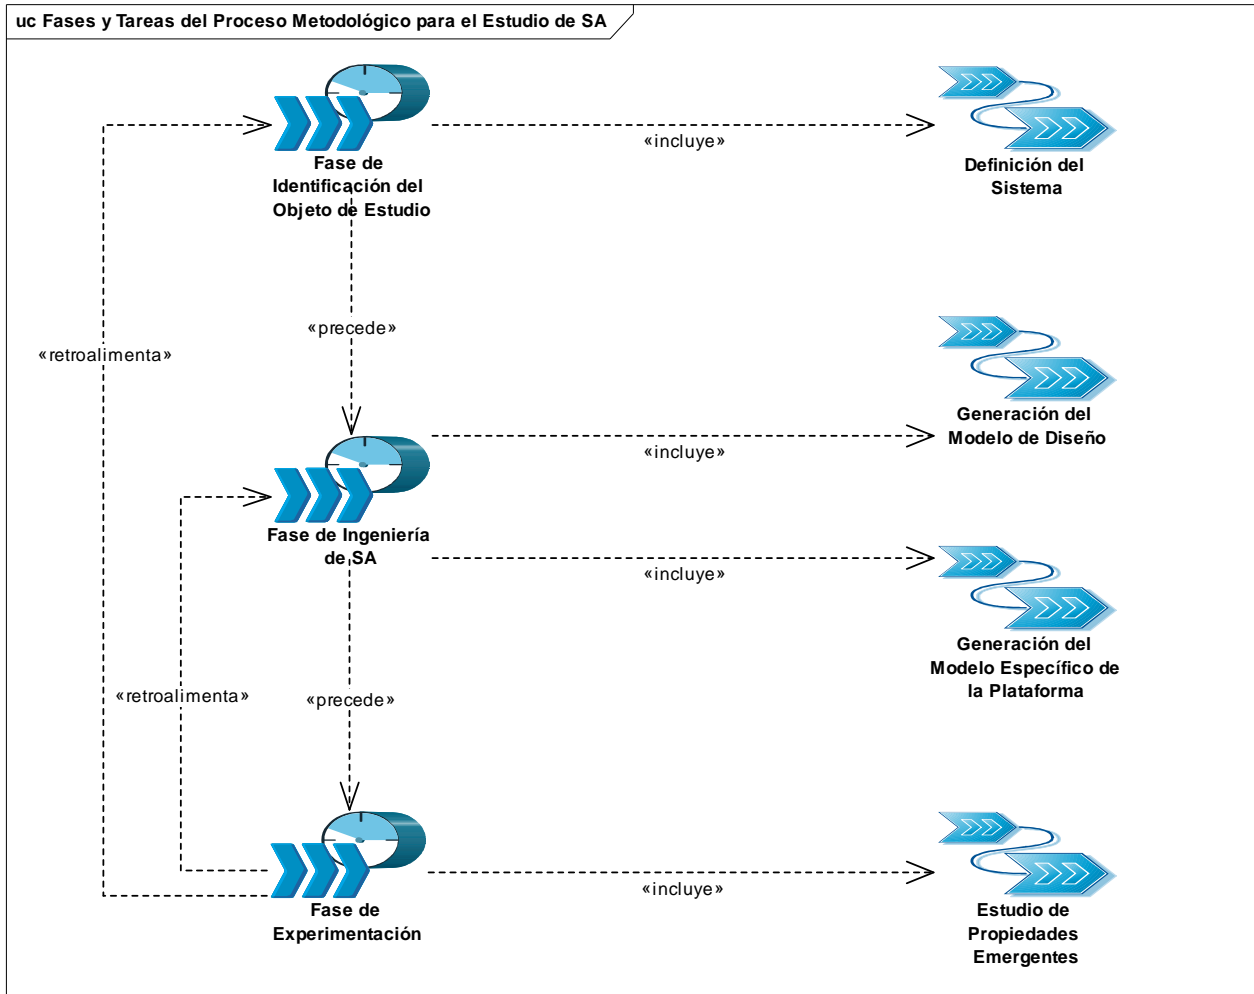 uc Fases y Tareas del Proceso Metodológico para el Estudio de SA
«incluye»
Fase de
Identificación del
Objeto de Estudio
Definición del
Sistema
«precede»
«retroalimenta»
Generación del
Modelo de Diseño
«incluye»
Fase de Ingeniería
de SA
«incluye»
Generación del
Modelo Específico de
la Plataforma
«retroalimenta»
«precede»
«incluye»
Fase de
Experimentación
Estudio de
Propiedades
Emergentes